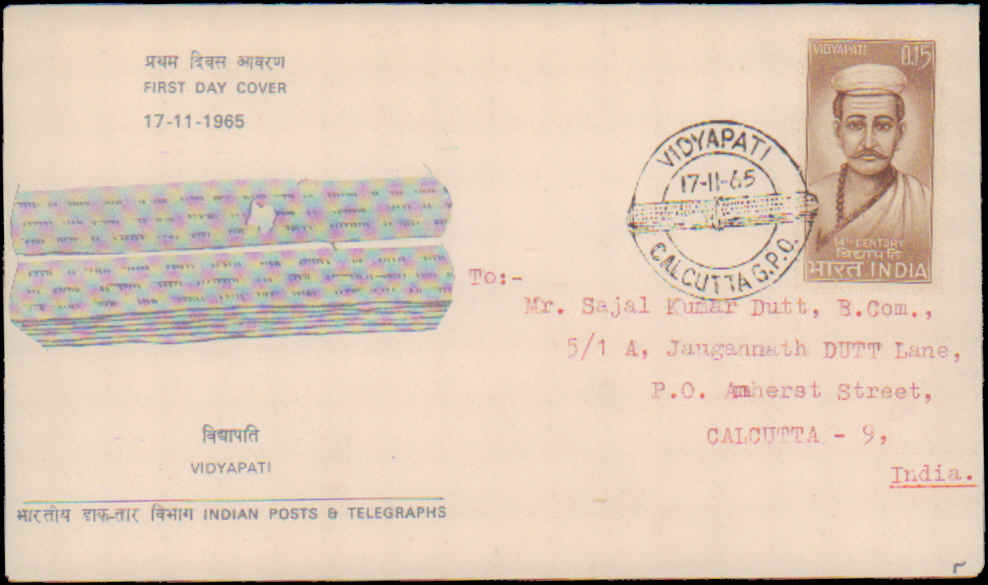 प्रथम दिवस आवरण
FIRST DAY COVER
17-11-1965
VIDYAPATI 0.15
14TH CENTURY
विद्यापति
भारत INDIA
VIDYAPATI
17-11-65
CALCUTTA G.P.O.
To:-
Mr. Sajal Kumar Dutt, B.Com.,
5/1 A, Jaugannath DUTT Lane,
P.O. Amherst Street,
CALCUTTA - 9,
India.
विद्यापति
VIDYAPATI
भारतीय डाक-तार विभाग INDIAN POSTS & TELEGRAPHS